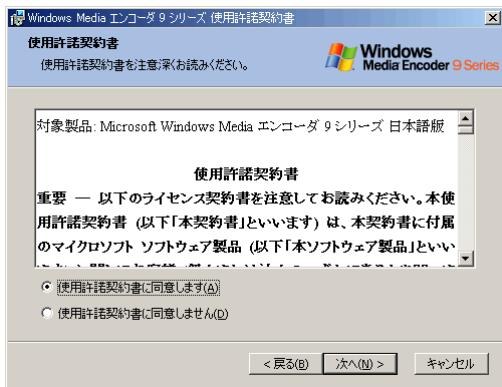 Windows Media エンコーダ 9 シリーズ 使用許諾契約書
使用許諾契約書
使用許諾契約書を注意深くお読みください。
Windows
Media Encoder 9 Series
対象製品: Microsoft Windows Media エンコーダ 9 シリーズ 日本語版
使用許諾契約書
重要 — 以下のライセンス契約書を注意してお読みください。本使
用許諾契約書 (以下「本契約書」といいます) は、本契約書に付属
のマイクロソフト ソフトウェア製品 (以下「本ソフトウェア製品」といい
使用許諾契約書に同意します(A)
使用許諾契約書に同意しません(D)
< 戻る(B)
次へ(N) >
キャンセル